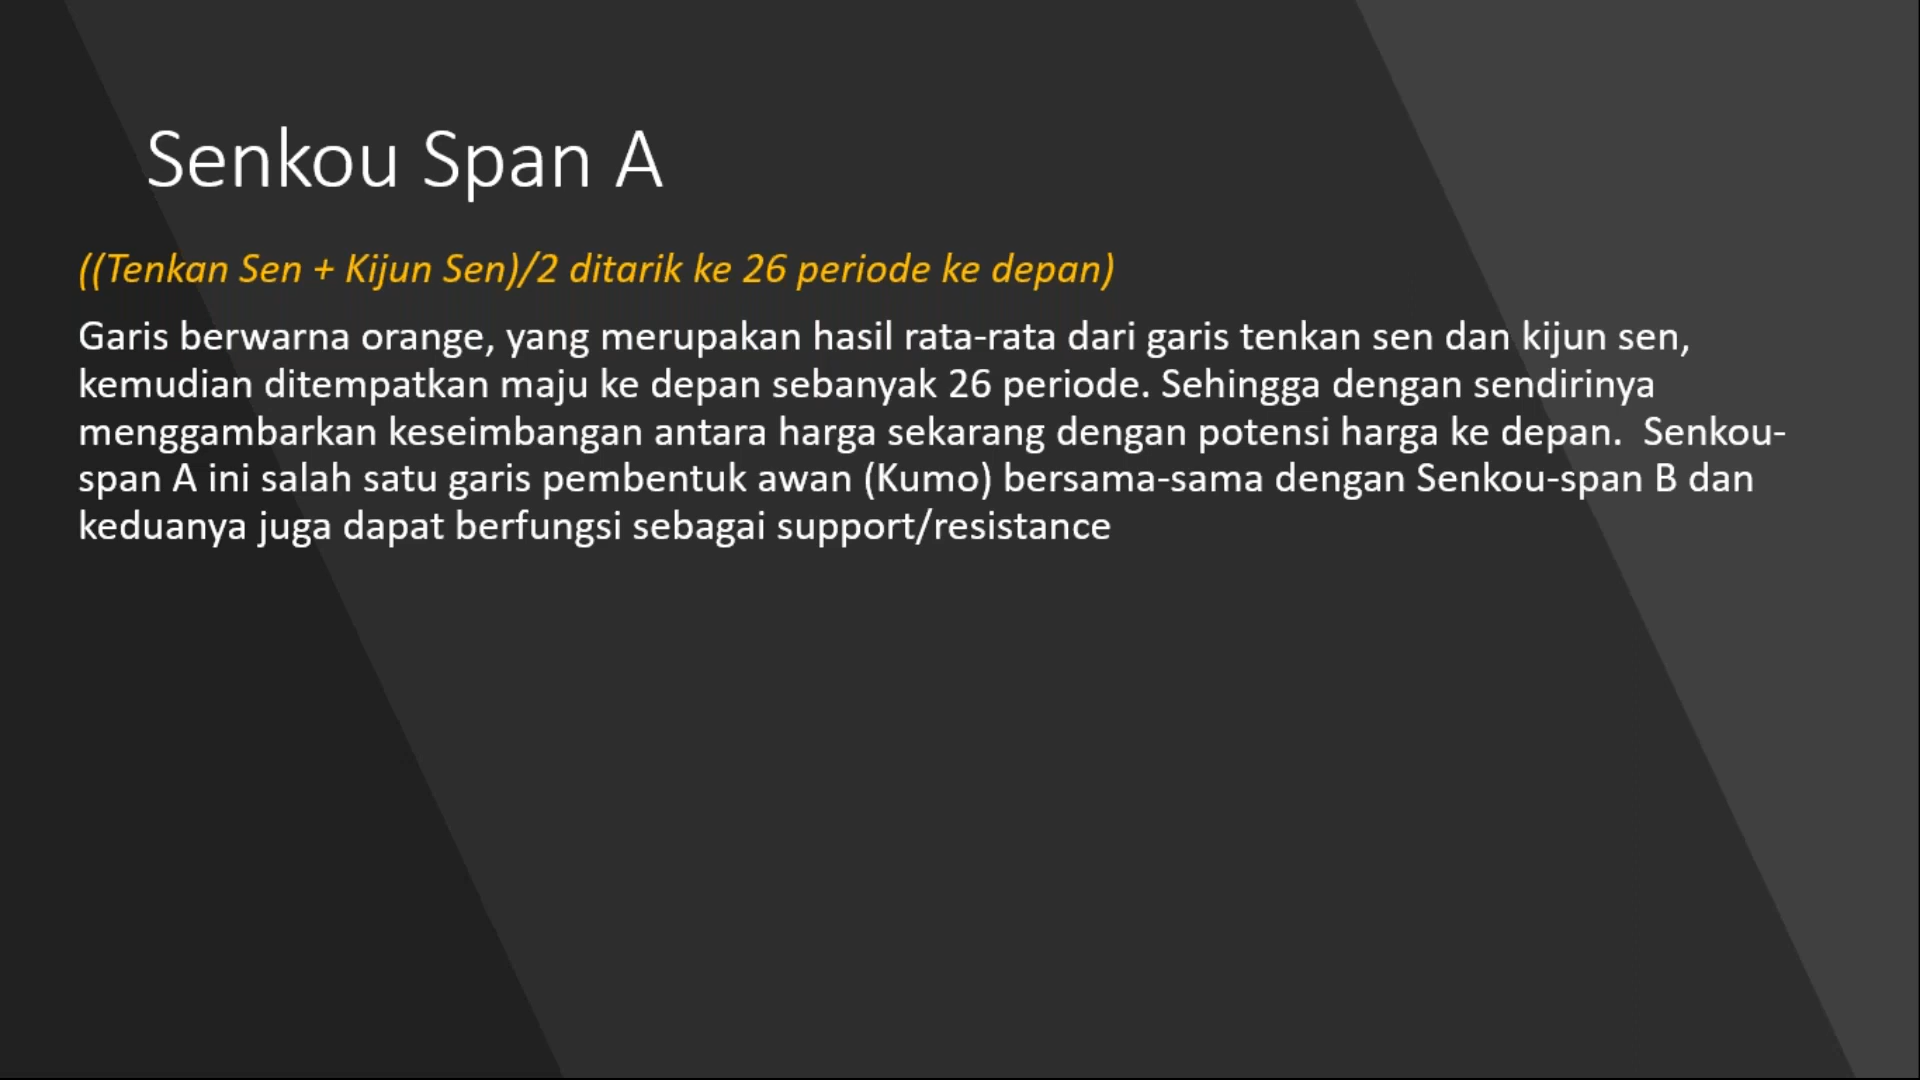 Senkou Span A
((Tenkan Sen + Kijun Sen)/2 ditarik ke 26 periode ke depan)
Garis berwarna orange, yang merupakan hasil rata-rata dari garis tenkan sen dan kijun sen,
kemudian ditempatkan maju ke depan sebanyak 26 periode. Sehingga dengan sendirinya
menggambarkan keseimbangan antara harga sekarang dengan potensi harga ke depan.  Senkou-
span A ini salah satu garis pembentuk awan (Kumo) bersama-sama dengan Senkou-span B dan
keduanya juga dapat berfungsi sebagai support/resistance